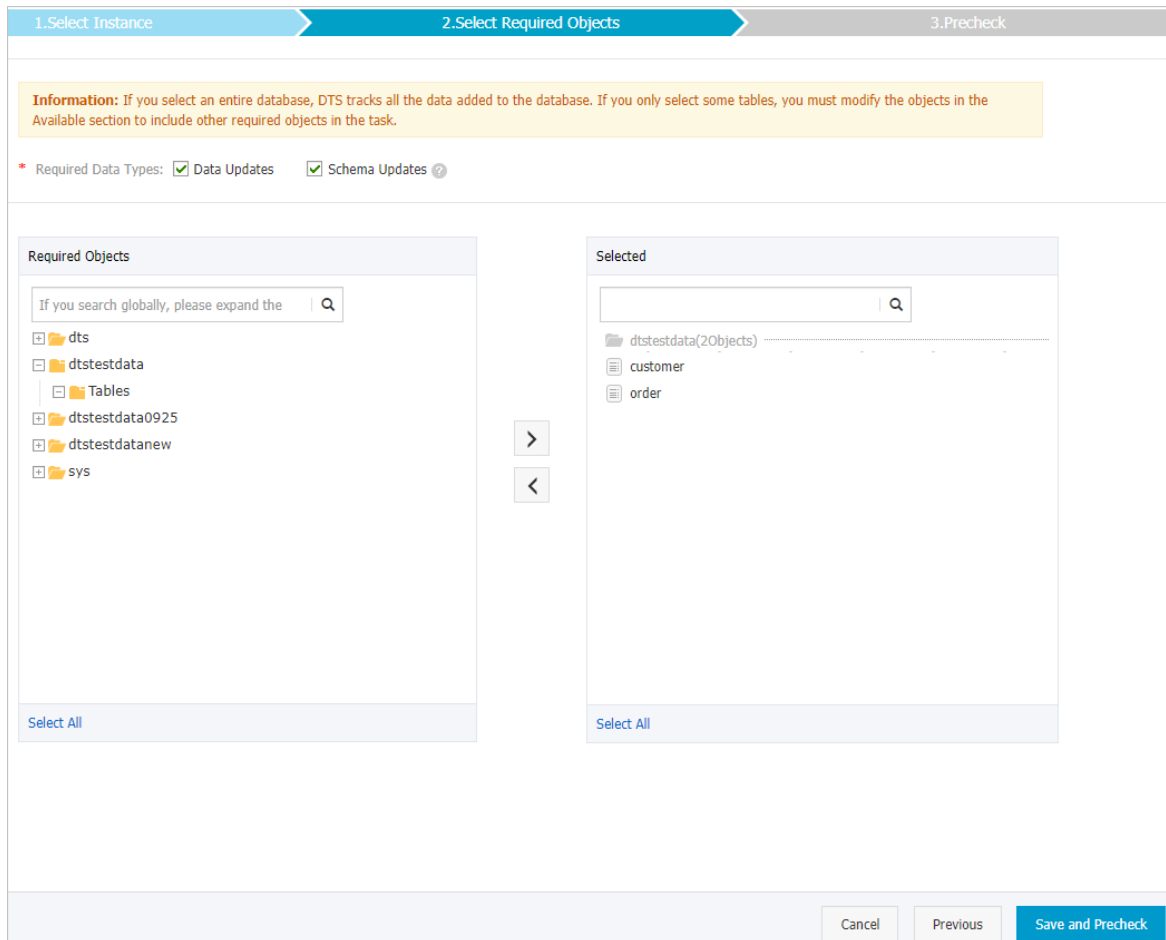 1.Select Instance
2.Select Required Objects
3.Precheck
Information: If you select an entire database, DTS tracks all the data added to the database. If you only select some tables, you must modify the objects in the
Available section to include other required objects in the task.
* Required Data Types: Data Updates Schema Updates ?
Required Objects
If you search globally, please expand the
dts
dtstestdata
Tables
dtstestdata0925
dtstestdatanew
sys
Select All
>
<
Selected
dtstestdata(2Objects)
customer
order
Select All
Cancel
Previous
Save and Precheck